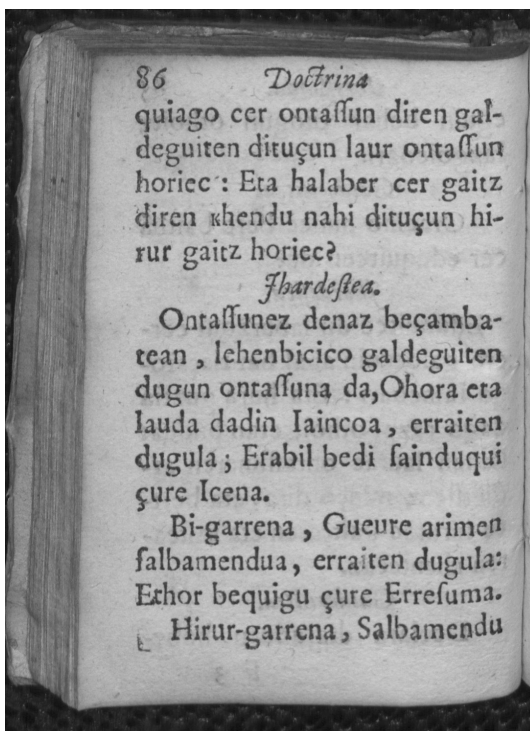 86 Doctrina
quiago cer ontaſſun diren gal-
deguiten dituçun laur ontaſſun
horiec : Eta halaber cer gaitz
diren khendu nahi dituçun hi-
rur gaitz horiec?
Jhardeſtea.
Ontaſſunez denaz beçamba-
tean , lehenbicico galdeguiten
dugun ontaſſuna da,Ohora eta
lauda dadin Iaincoa , erraiten
dugula ; Erabil bedi ſainduqui
çure Icena.
Bi-garrena , Gueure arimen
ſalbamendua, erraiten dugula:
Ethor bequigu çure Erreſuma.
Hirur-garrena, Salbamendu